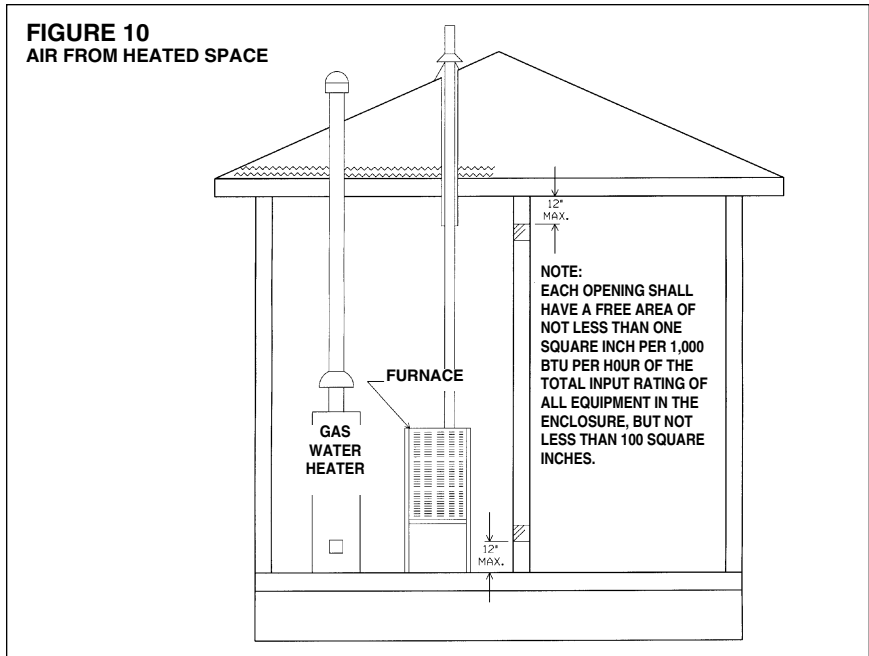 FIGURE 10
AIR FROM HEATED SPACE
12"
MAX.
NOTE:
EACH OPENING SHALL
HAVE A FREE AREA OF
NOT LESS THAN ONE
SQUARE INCH PER 1,000
BTU PER H0UR OF THE
TOTAL INPUT RATING OF
ALL EQUIPMENT IN THE
ENCLOSURE, BUT NOT
LESS THAN 100 SQUARE
INCHES.
FURNACE
GAS
WATER
HEATER
12"
MAX.